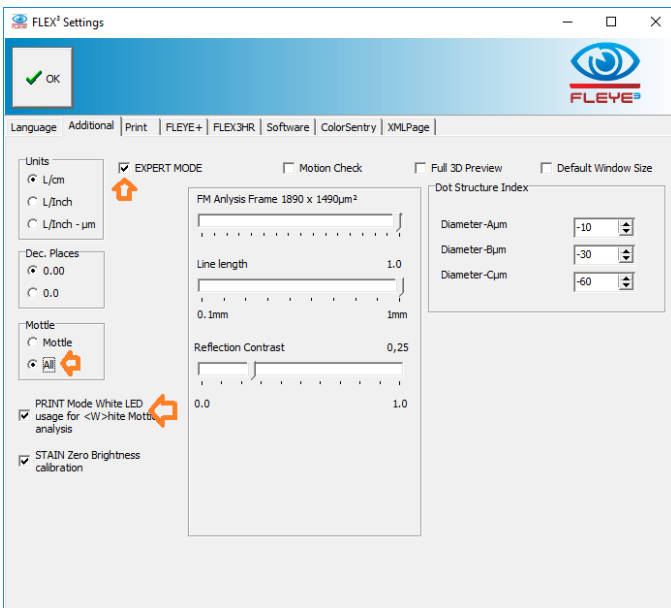 FLEX³ Settings
OK
FLEYE³
Language Additional Print FLEYE+ FLEX3HR Software ColorSentry XMLPage
Units
L/cm
L/Inch
L/Inch - µm
EXPERT MODE
Motion Check
Full 3D Preview
Default Window Size
Dec. Places
0.00
0.0
Mottle
Mottle
All
PRINT Mode White LED
usage for <W>hite Mottle
analysis
STAIN Zero Brightness
calibration
FM Anlysis Frame 1890 x 1490µm²
Line length 1.0
0.1mm 1mm
Reflection Contrast 0,25
0.0 1.0
Dot Structure Index
Diameter-Aµm -10
Diameter-Bµm -30
Diameter-Cµm -60